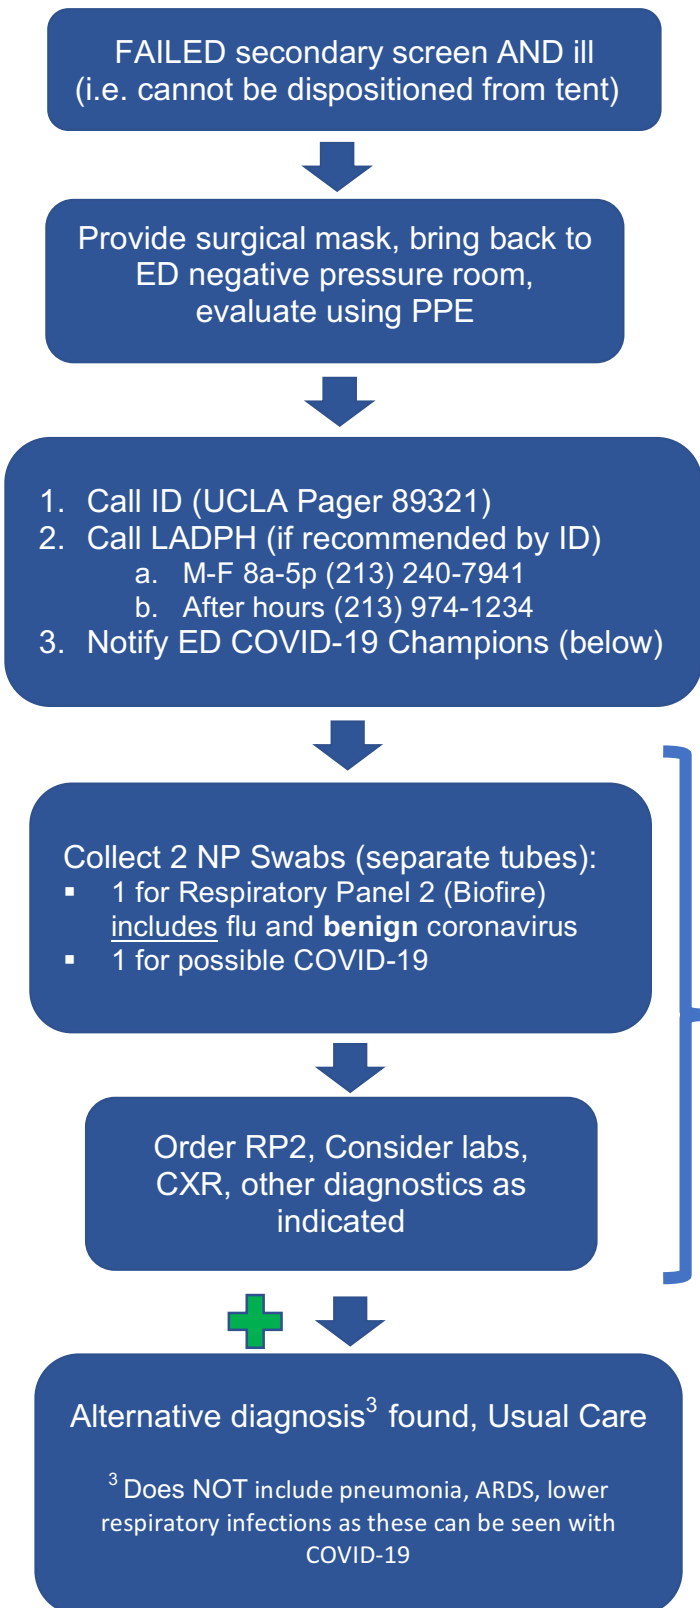 FAILED secondary screen AND ill
(i.e. cannot be dispositioned from tent)
Provide surgical mask, bring back to
ED negative pressure room,
evaluate using PPE
1. Call ID (UCLA Pager 89321)
2. Call LADPH (if recommended by ID)
a. M-F 8a-5p (213) 240-7941
b. After hours (213) 974-1234
3. Notify ED COVID-19 Champions (below)
Collect 2 NP Swabs (separate tubes):
▪ 1 for Respiratory Panel 2 (Biofire)
includes flu and benign coronavirus
▪ 1 for possible COVID-19
Order RP2, Consider labs,
CXR, other diagnostics as
indicated
Alternative diagnosis³ found, Usual Care
³ Does NOT include pneumonia, ARDS, lower
respiratory infections as these can be seen with
COVID-19